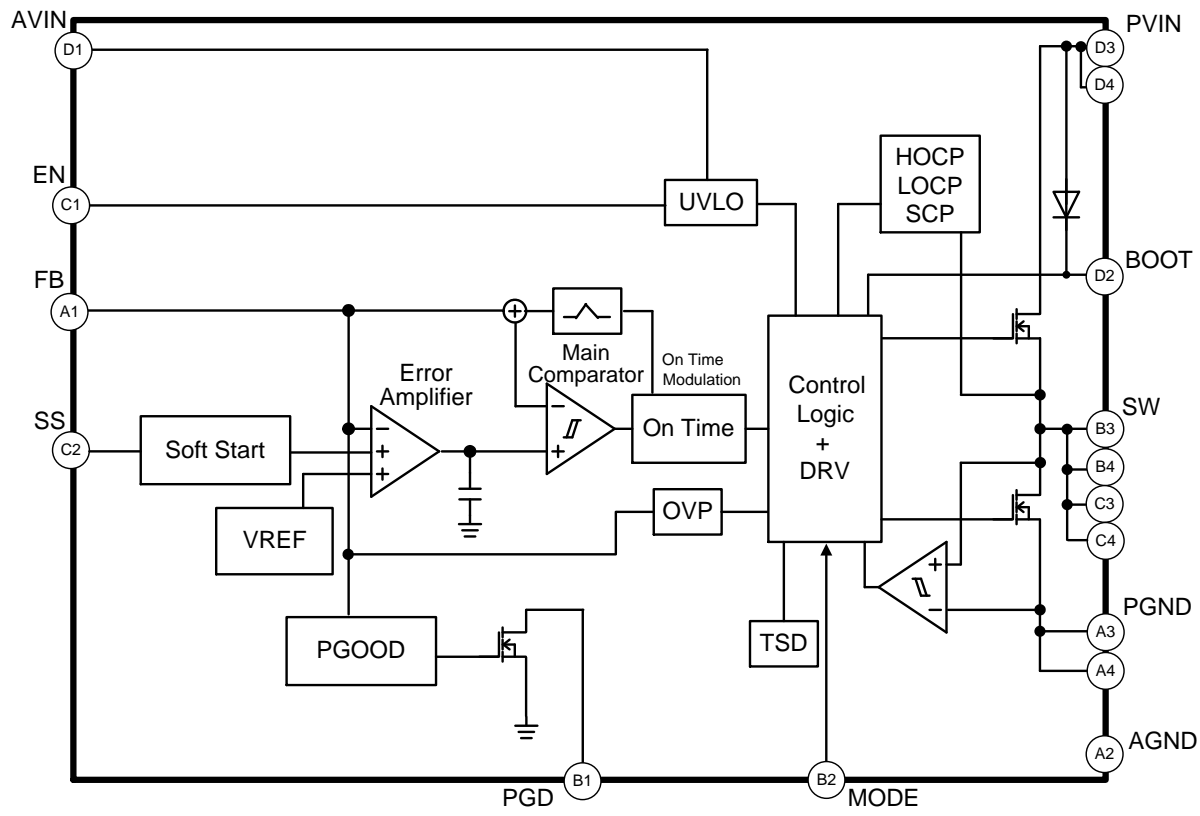 AVIN
D1
PVIN
D3
D4
HOCP
LOCP
SCP
EN
C1
UVLO
BOOT
D2
FB
A1
+
Main
Comparator
On Time
Modulation
Error
Amplifier
Control
Logic
+
DRV
SS
C2
Soft Start
−
+
+
−
+
On Time
SW
B3
B4
C3
C4
VREF
OVP
+
−
PGND
A3
A4
PGOOD
TSD
AGND
A2
PGD
B1
B2
MODE